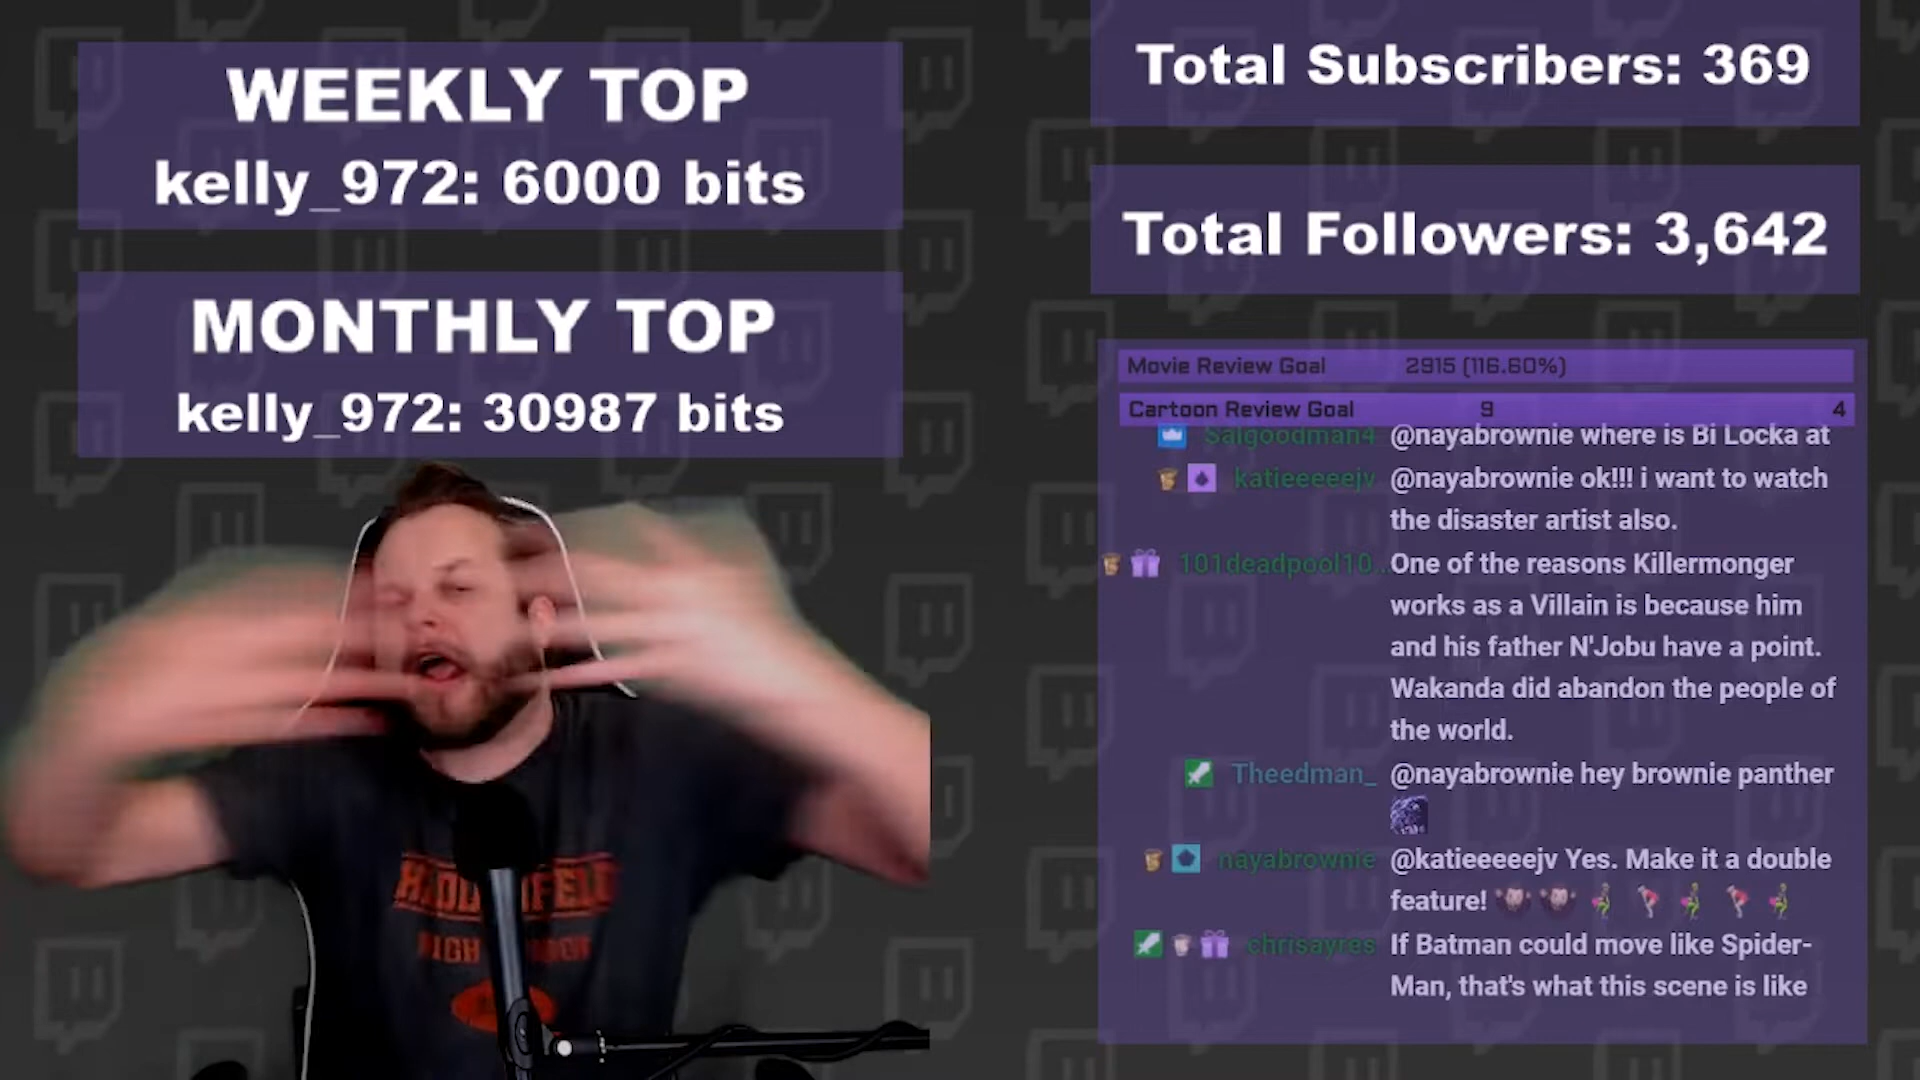 WEEKLY TOP
kelly_972: 6000 bits
MONTHLY TOP
kelly_972: 30987 bits
Total Subscribers: 369
Total Followers: 3,642
Movie Review Goal 2915 (116.60%)
Cartoon Review Goal 9 4
Salgoodman4 @nayabrownie where is Bi Locka at
katieeeeejv @nayabrownie ok!!! i want to watch
the disaster artist also.
101deadpool10... One of the reasons Killermonger
works as a Villain is because him
and his father N'Jobu have a point.
Wakanda did abandon the people of
the world.
Theedman_ @nayabrownie hey brownie panther
nayabrownie @katieeeeejv Yes. Make it a double
feature!
chrisayres If Batman could move like Spider-
Man, that's what this scene is like
HIGH